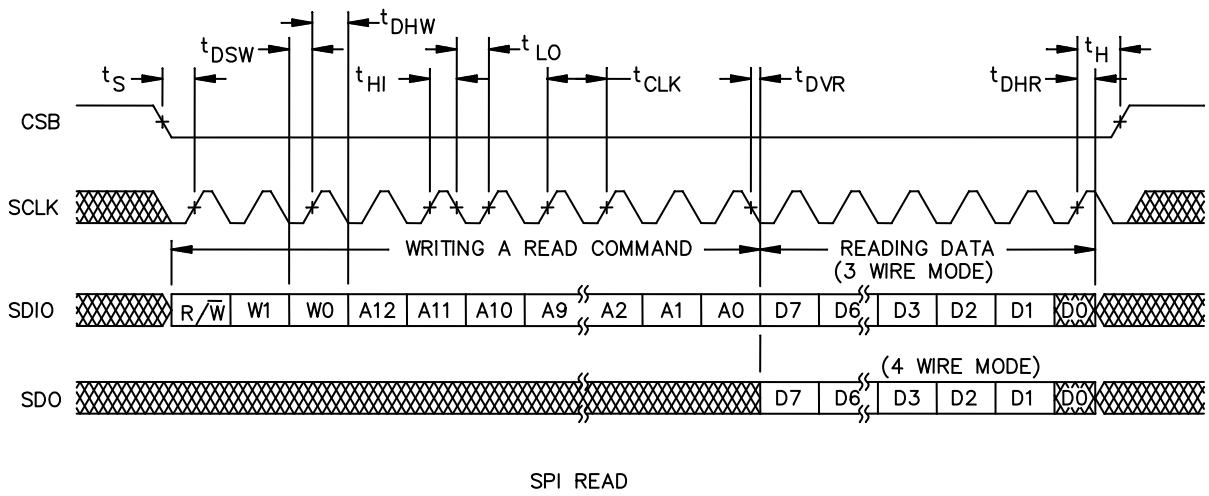 tDHW
tDSW tLO tH
tS tHI tCLK tDVR tDHR
CSB
SCLK
WRITING A READ COMMAND READING DATA
(3 WIRE MODE)
SDIO R/W̅ W1 W0 A12 A11 A10 A9 A2 A1 A0 D7 D6 D3 D2 D1 D0
(4 WIRE MODE)
SDO D7 D6 D3 D2 D1 D0
SPI READ